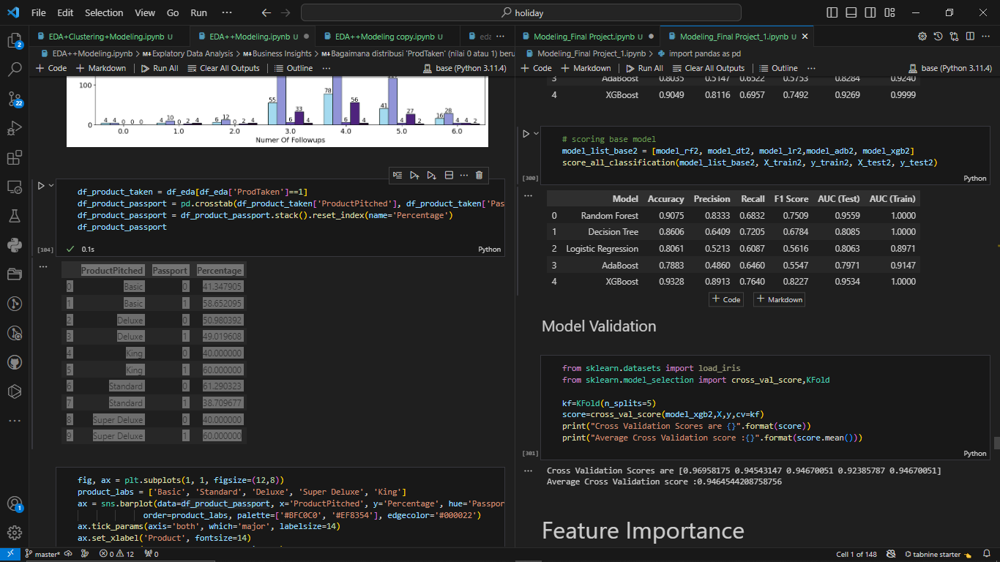 File Edit Selection View Go Run ··· holiday
EDA+Clustering+Modeling.ipynb U
EDA++Modeling.ipynb U
EDA++Modeling copy.ipynb U
eda ···
EDA++Modeling.ipynb > Explatory Data Analysis > Business Insights > Bagaimana distribusi 'ProdTaken' (nilai 0 atau 1) beru
+ Code + Markdown Run All Clear All Outputs Outline ··· base (Python 3.11.4)
100
0
4 4 0 0 0
4 10 0 2 4
6 12 0 2 4
55 6 33 4
78 6 56 4
41 117 4 27 2
16 28 4 4 2
0.0 1.0 2.0 3.0 4.0 5.0 6.0
Numer Of Followups
df_product_taken = df_eda[df_eda['ProdTaken']==1]
df_product_passport = pd.crosstab(df_product_taken['ProductPitched'], df_product_taken['Pas
df_product_passport = df_product_passport.stack().reset_index(name='Percentage')
df_product_passport
[104] 0.1s Python
ProductPitched Passport Percentage
0 Basic 0 41.347905
1 Basic 1 58.652095
2 Deluxe 0 50.980392
3 Deluxe 1 49.019608
4 King 0 40.000000
5 King 1 60.000000
6 Standard 0 61.290323
7 Standard 1 38.709677
8 Super Deluxe 0 40.000000
9 Super Deluxe 1 60.000000
fig, ax = plt.subplots(1, 1, figsize=(12,8))
product_labs = ['Basic', 'Standard', 'Deluxe', 'Super Deluxe', 'King']
ax = sns.barplot(data=df_product_passport, x='ProductPitched', y='Percentage', hue='Passpor
order=product_labs, palette=['#BFC0C0', '#EF8354'], edgecolor='#000022')
ax.tick_params(axis='both', which='major', labelsize=14)
ax.set_xlabel('Product', fontsize=14)
Modeling_Final Project.ipynb U
Modeling_Final Project_1.ipynb U
Modeling_Final Project_1.ipynb > import pandas as pd
+ Code + Markdown Run All Clear All Outputs Outline ··· base (Python 3.11.4)
3 AdaBoost 0.8035 0.5147 0.6522 0.5753 0.8284 0.9240
4 XGBoost 0.9049 0.8116 0.6957 0.7492 0.9269 0.9999
# scoring base model
model_list_base2 = [model_rf2, model_dt2, model_lr2,model_adb2, model_xgb2]
score_all_classification(model_list_base2, X_train2, y_train2, X_test2, y_test2)
[300] Python
Model Accuracy Precision Recall F1 Score AUC (Test) AUC (Train)
0 Random Forest 0.9075 0.8333 0.6832 0.7509 0.9559 1.0000
1 Decision Tree 0.8606 0.6409 0.7205 0.6784 0.8085 1.0000
2 Logistic Regression 0.8061 0.5213 0.6087 0.5616 0.8063 0.8971
3 AdaBoost 0.7883 0.4860 0.6460 0.5547 0.7971 0.9147
4 XGBoost 0.9328 0.8913 0.7640 0.8227 0.9534 1.0000
+ Code + Markdown
Model Validation
from sklearn.datasets import load_iris
from sklearn.model_selection import cross_val_score,KFold
kf=KFold(n_splits=5)
score=cross_val_score(model_xgb2,X,y,cv=kf)
print("Cross Validation Scores are {}".format(score))
print("Average Cross Validation score :{}".format(score.mean()))
[301] Python
Cross Validation Scores are [0.96958175 0.94543147 0.94670051 0.92385787 0.94670051]
Average Cross Validation score :0.9464544208758756
Feature Importance
2
22
1
master* 0 12 0 Cell 1 of 148 tabnine starter